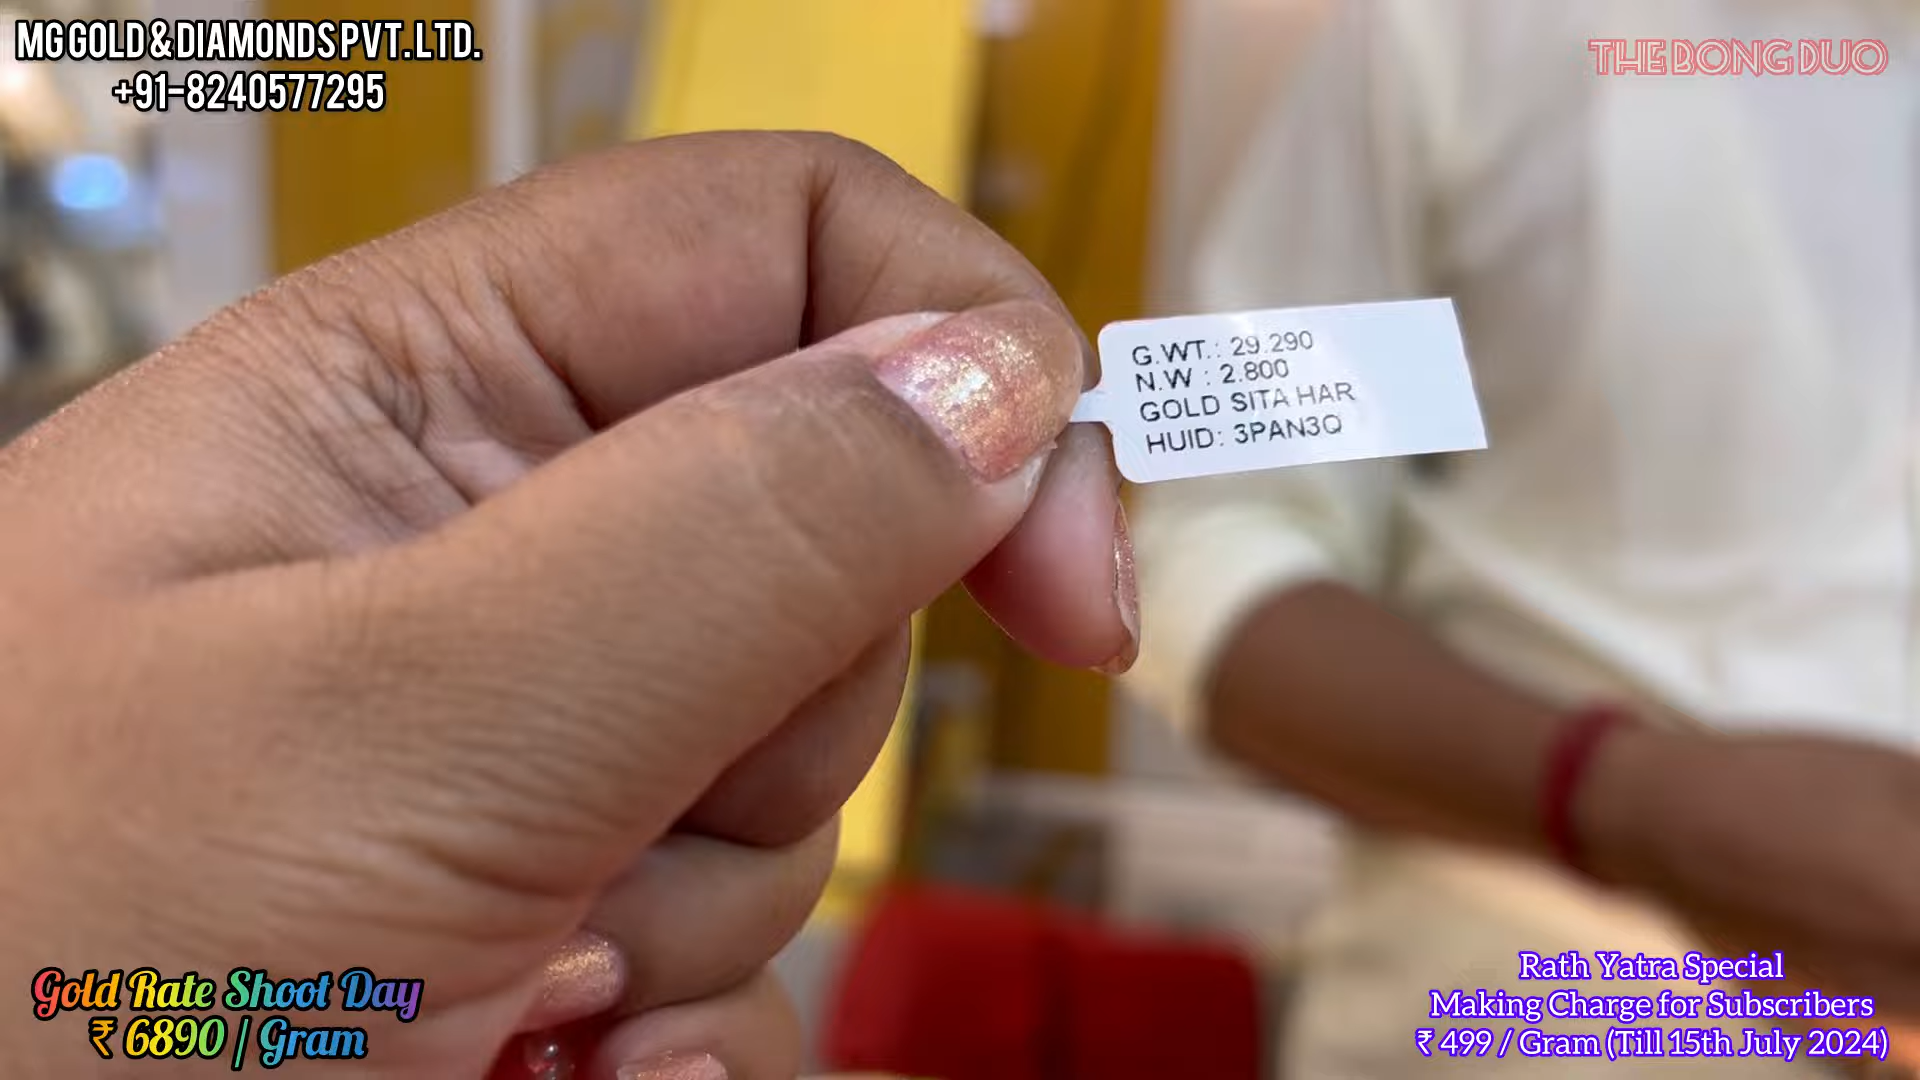 MG GOLD & DIAMONDS PVT. LTD.
+91-8240577295
THE BONG DUO
G.WT.: 29.290
N.W : 2.800
GOLD SITA HAR
HUID: 3PAN3Q
Gold Rate Shoot Day
₹ 6890 / Gram
Rath Yatra Special
Making Charge for Subscribers
₹ 499 / Gram (Till 15th July 2024)